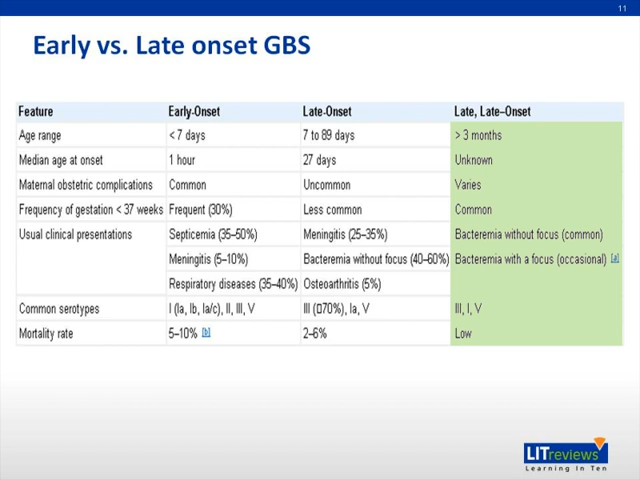 11
Early vs. Late onset GBS
Feature Early-Onset Late-Onset Late, Late–Onset
Age range < 7 days 7 to 89 days > 3 months
Median age at onset 1 hour 27 days Unknown
Maternal obstetric complications Common Uncommon Varies
Frequency of gestation < 37 weeks Frequent (30%) Less common Common
Usual clinical presentations Septicemia (35–50%) Meningitis (25–35%) Bacteremia without focus (common)
Meningitis (5–10%) Bacteremia without focus (40–60%) Bacteremia with a focus (occasional) [a]
Respiratory diseases (35–40%) Osteoarthritis (5%)
Common serotypes I (Ia, Ib, Ia/c), II, III, V III (□70%), Ia, V III, I, V
Mortality rate 5–10% [b] 2–6% Low
LITreviews
Learning In Ten